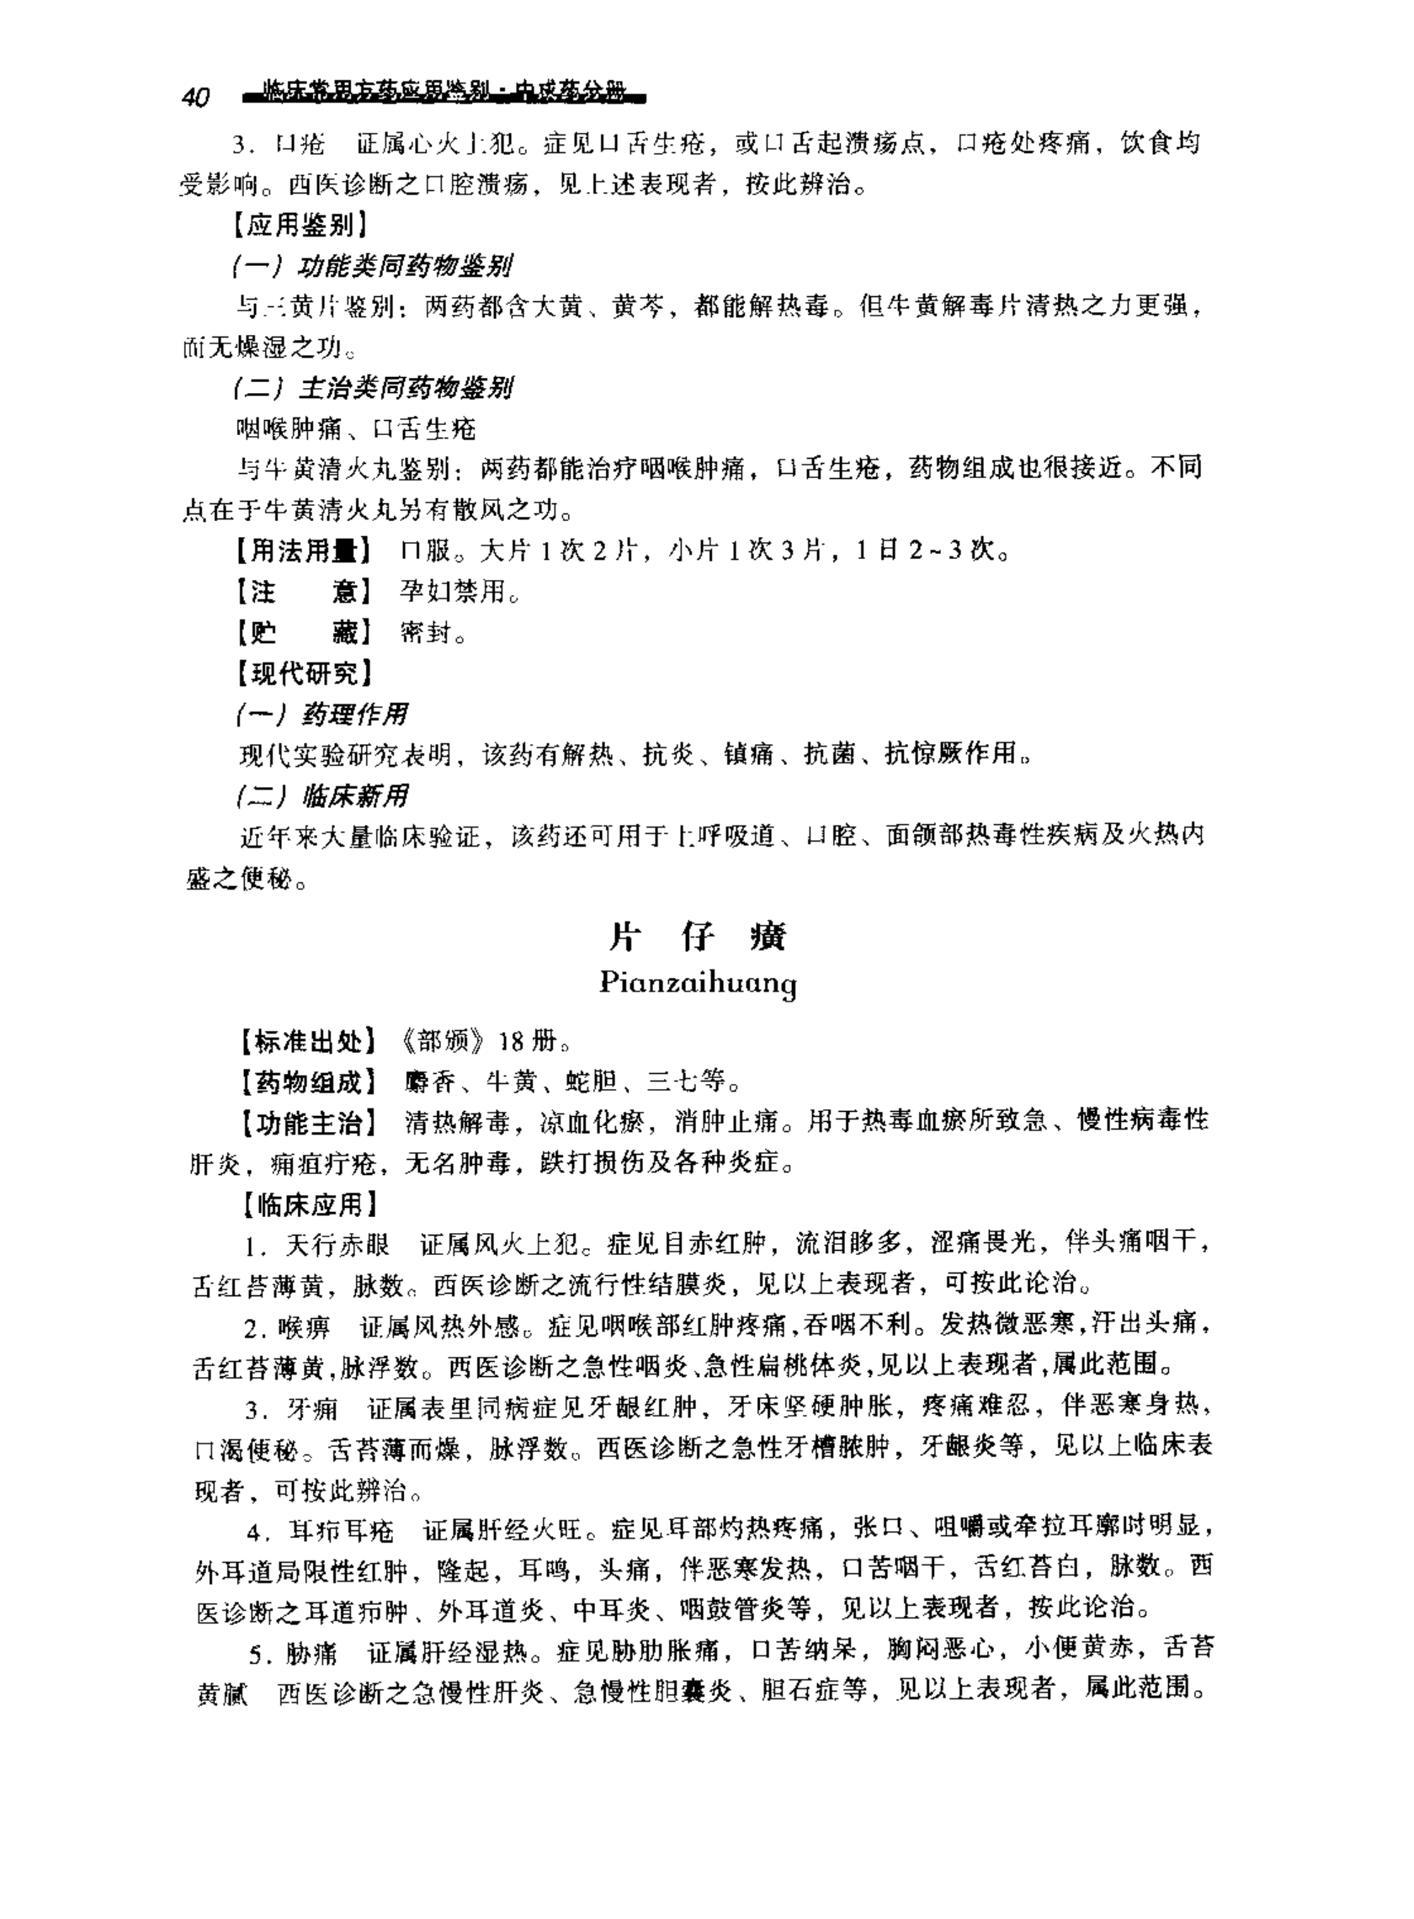 40 临床常用方药应用鉴别·中成药分册
3. 口疮 证属心火上犯。症见口舌生疮，或口舌起溃疡点，口疮处疼痛，饮食均
受影响。西医诊断之口腔溃疡，见上述表现者，按此辨治。
【应用鉴别】
（一）功能类同药物鉴别
与三黄片鉴别：两药都含大黄、黄芩，都能解热毒。但牛黄解毒片清热之力更强，
而无燥湿之功。
（二）主治类同药物鉴别
咽喉肿痛、口舌生疮
与牛黄清火丸鉴别：两药都能治疗咽喉肿痛，口舌生疮，药物组成也很接近。不同
点在于牛黄清火丸另有散风之功。
【用法用量】 口服。大片1次2片，小片1次3片，1日2~3次。
【注　　意】 孕妇禁用。
【贮　　藏】 密封。
【现代研究】
（一）药理作用
现代实验研究表明，该药有解热、抗炎、镇痛、抗菌、抗惊厥作用。
（二）临床新用
近年来大量临床验证，该药还可用于上呼吸道、口腔、面颌部热毒性疾病及火热内
盛之便秘。
片 仔 癀
Pianzaihuang
【标准出处】《部颁》18册。
【药物组成】 麝香、牛黄、蛇胆、三七等。
【功能主治】 清热解毒，凉血化瘀，消肿止痛。用于热毒血瘀所致急、慢性病毒性
肝炎，痈疽疔疮，无名肿毒，跌打损伤及各种炎症。
【临床应用】
1. 天行赤眼 证属风火上犯。症见目赤红肿，流泪眵多，涩痛畏光，伴头痛咽干，
舌红苔薄黄，脉数。西医诊断之流行性结膜炎，见以上表现者，可按此论治。
2. 喉痹 证属风热外感。症见咽喉部红肿疼痛，吞咽不利。发热微恶寒，汗出头痛，
舌红苔薄黄，脉浮数。西医诊断之急性咽炎、急性扁桃体炎，见以上表现者，属此范围。
3. 牙痈 证属表里同病症见牙龈红肿，牙床坚硬肿胀，疼痛难忍，伴恶寒身热，
口渴便秘。舌苔薄而燥，脉浮数。西医诊断之急性牙槽脓肿，牙龈炎等，见以上临床表
现者，可按此辨治。
4. 耳疖耳疮 证属肝经火旺。症见耳部灼热疼痛，张口、咀嚼或牵拉耳廓时明显，
外耳道局限性红肿，隆起，耳鸣，头痛，伴恶寒发热，口苦咽干，舌红苔白，脉数。西
医诊断之耳道疖肿、外耳道炎、中耳炎、咽鼓管炎等，见以上表现者，按此论治。
5. 胁痛 证属肝经湿热。症见胁肋胀痛，口苦纳呆，胸闷恶心，小便黄赤，舌苔
黄腻 西医诊断之急慢性肝炎、急慢性胆囊炎、胆石症等，见以上表现者，属此范围。